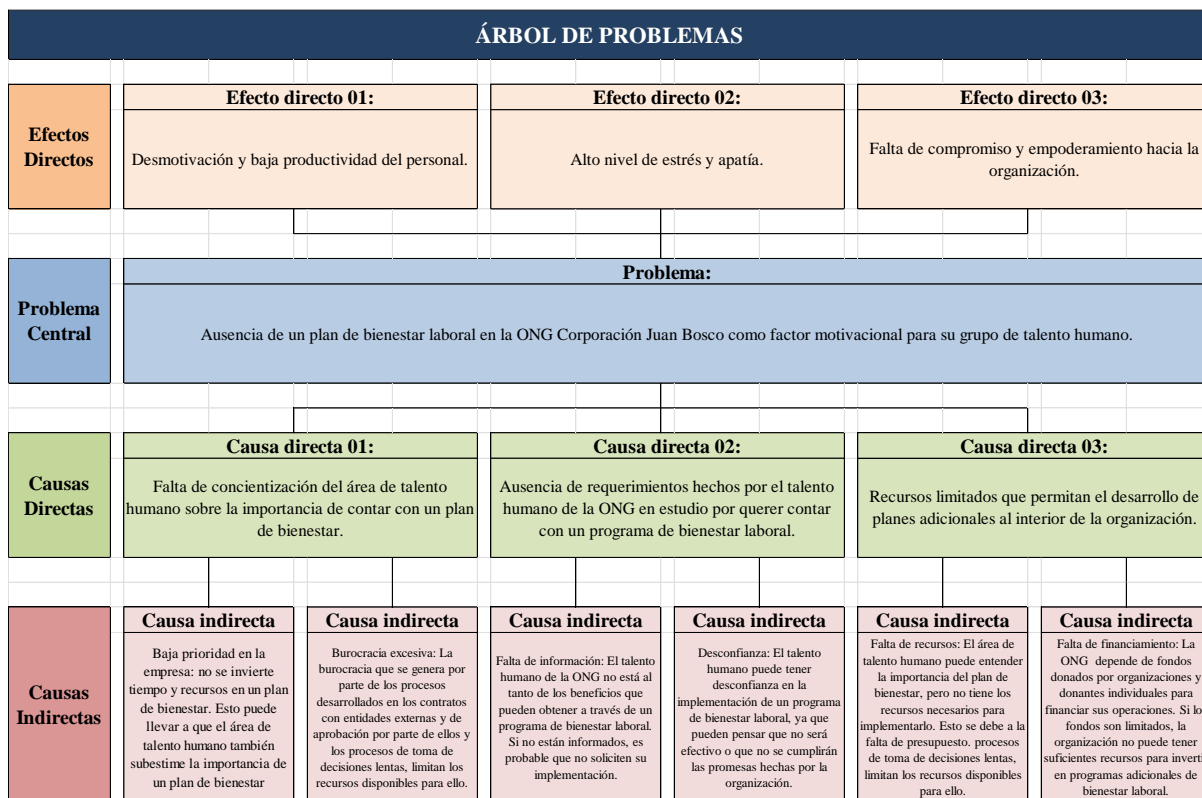 ÁRBOL DE PROBLEMAS
Efectos
Directos
Efecto directo 01:
Desmotivación y baja productividad del personal.
Efecto directo 02:
Alto nivel de estrés y apatía.
Efecto directo 03:
Falta de compromiso y empoderamiento hacia la
organización.
Problema
Central
Problema:
Ausencia de un plan de bienestar laboral en la ONG Corporación Juan Bosco como factor motivacional para su grupo de talento humano.
Causas
Directas
Causa directa 01:
Falta de concientización del área de talento
humano sobre la importancia de contar con un plan
de bienestar.
Causa directa 02:
Ausencia de requerimientos hechos por el talento
humano de la ONG en estudio por querer contar
con un programa de bienestar laboral.
Causa directa 03:
Recursos limitados que permitan el desarrollo de
planes adicionales al interior de la organización.
Causas
Indirectas
Causa indirecta
Baja prioridad en la
empresa: no se invierte
tiempo y recursos en un plan
de bienestar. Esto puede
llevar a que el área de
talento humano también
subestime la importancia de
un plan de bienestar
Causa indirecta
Burocracia excesiva: La
burocracia que se genera por
parte de los procesos
desarrollados en los contratos
con entidades externas y de
aprobación por parte de ellos y
los procesos de toma de
decisiones lentas, limitan los
recursos disponibles para ello.
Causa indirecta
Falta de información: El talento
humano de la ONG no está al
tanto de los beneficios que
pueden obtener a través de un
programa de bienestar laboral.
Si no están informados, es
probable que no soliciten su
implementación.
Causa indirecta
Desconfianza: El talento
humano puede tener
desconfianza en la
implementación de un programa
de bienestar laboral, ya que
pueden pensar que no será
efectivo o que no se cumplirán
las promesas hechas por la
organización.
Causa indirecta
Falta de recursos: El área de
talento humano puede entender
la importancia del plan de
bienestar, pero no tiene los
recursos necesarios para
implementarlo. Esto se debe a la
falta de presupuesto. procesos
de toma de decisiones lentas,
limitan los recursos disponibles
para ello.
Causa indirecta
Falta de financiamiento: La
ONG depende de fondos
donados por organizaciones y
donantes individuales para
financiar sus operaciones. Si lo
fondos son limitados, la
organización no puede tener
suficientes recursos para inverti
en programas adicionales de
bienestar laboral.